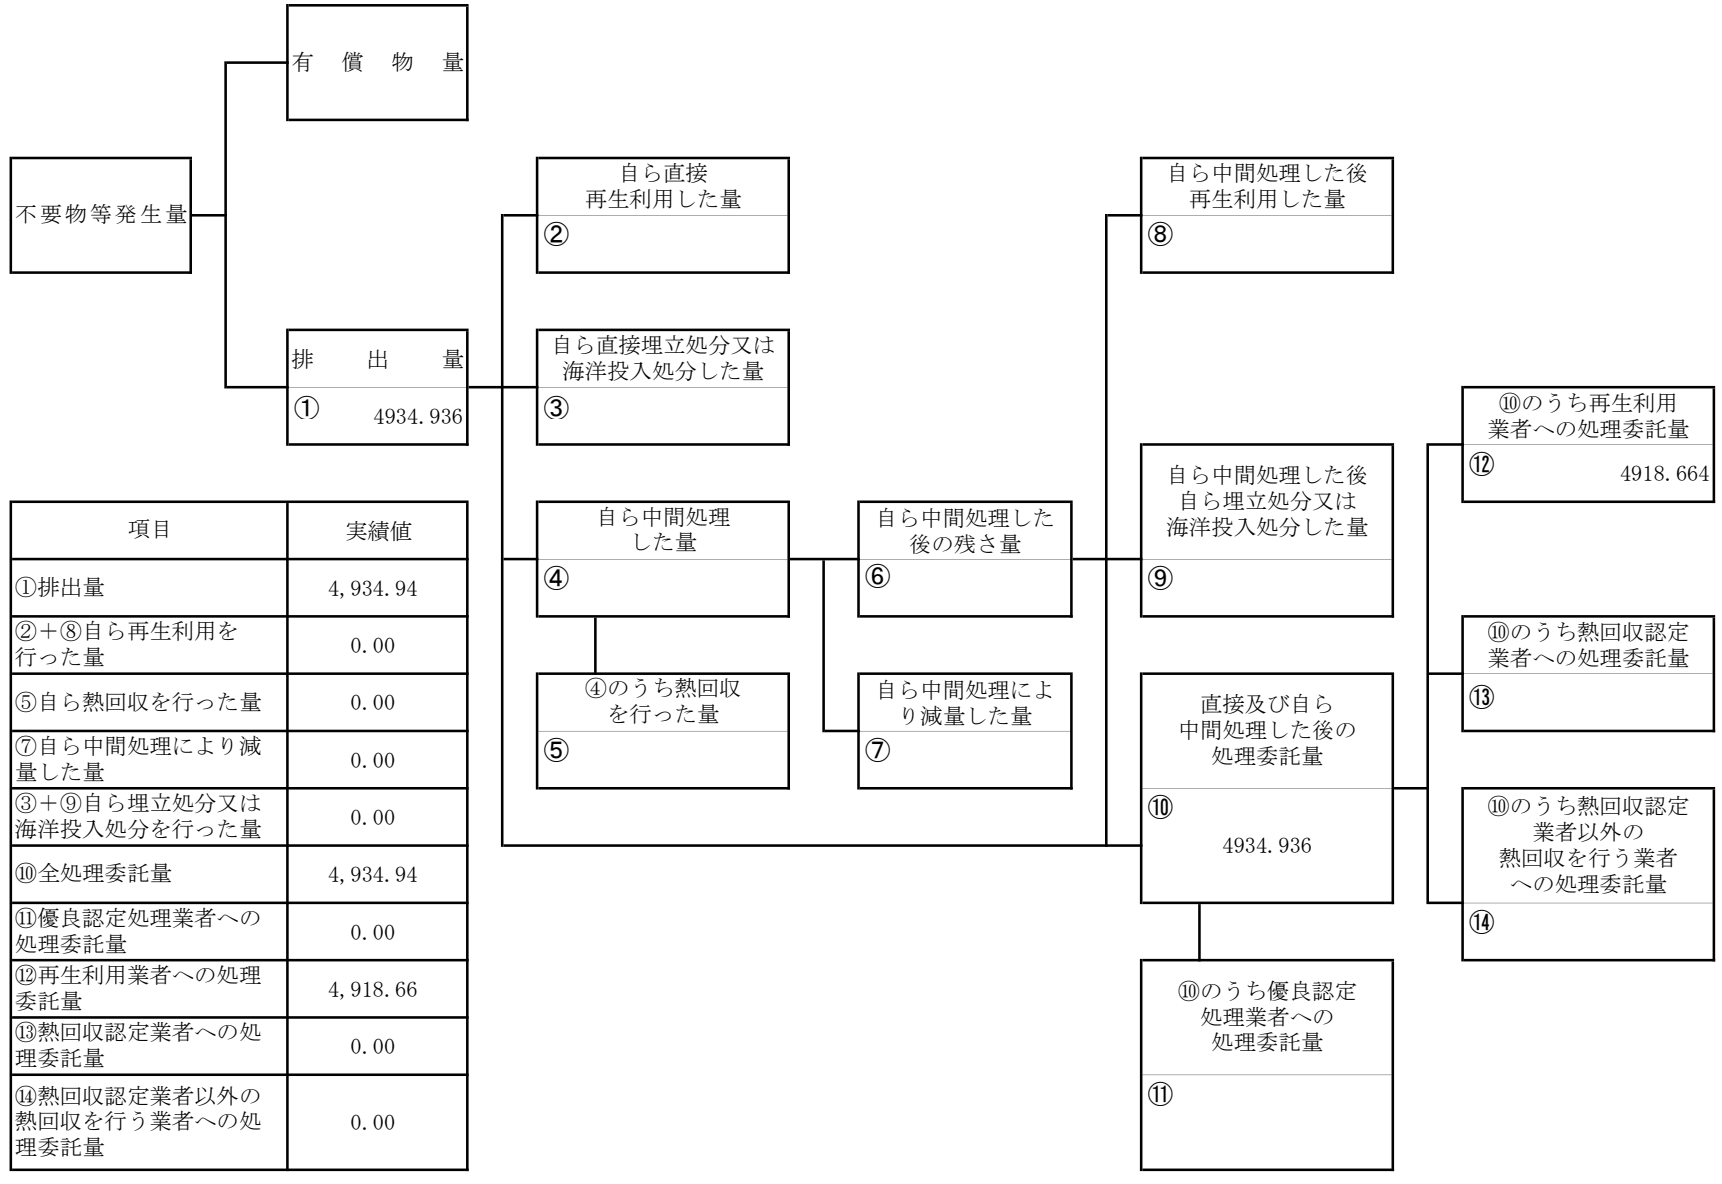 有償物量
不要物等発生量
排出量
①
4934.936
自ら直接
再生利用した量
②
自ら直接埋立処分又は
海洋投入処分した量
③
自ら中間処理
した量
④
④のうち熱回収
を行った量
⑤
自ら中間処理した
後の残さ量
⑥
自ら中間処理によ
り減量した量
⑦
自ら中間処理した後
再生利用した量
⑧
自ら中間処理した後
自ら埋立処分又は
海洋投入処分した量
⑨
直接及び自ら
中間処理した後の
処理委託量
⑩
4934.936
⑩のうち優良認定
処理業者への
処理委託量
⑪
⑩のうち再生利用
業者への処理委託量
⑫
4918.664
⑩のうち熱回収認定
業者への処理委託量
⑬
⑩のうち熱回収認定
業者以外の
熱回収を行う業者
への処理委託量
⑭
項目 実績値
①排出量 4,934.94
②＋⑧自ら再生利用を
行った量
0.00
⑤自ら熱回収を行った量 0.00
⑦自ら中間処理により減
量した量
0.00
③＋⑨自ら埋立処分又は
海洋投入処分を行った量
0.00
⑩全処理委託量 4,934.94
⑪優良認定処理業者への
処理委託量
0.00
⑫再生利用業者への処理
委託量
4,918.66
⑬熱回収認定業者への処
理委託量
0.00
⑭熱回収認定業者以外の
熱回収を行う業者への処
理委託量
0.00